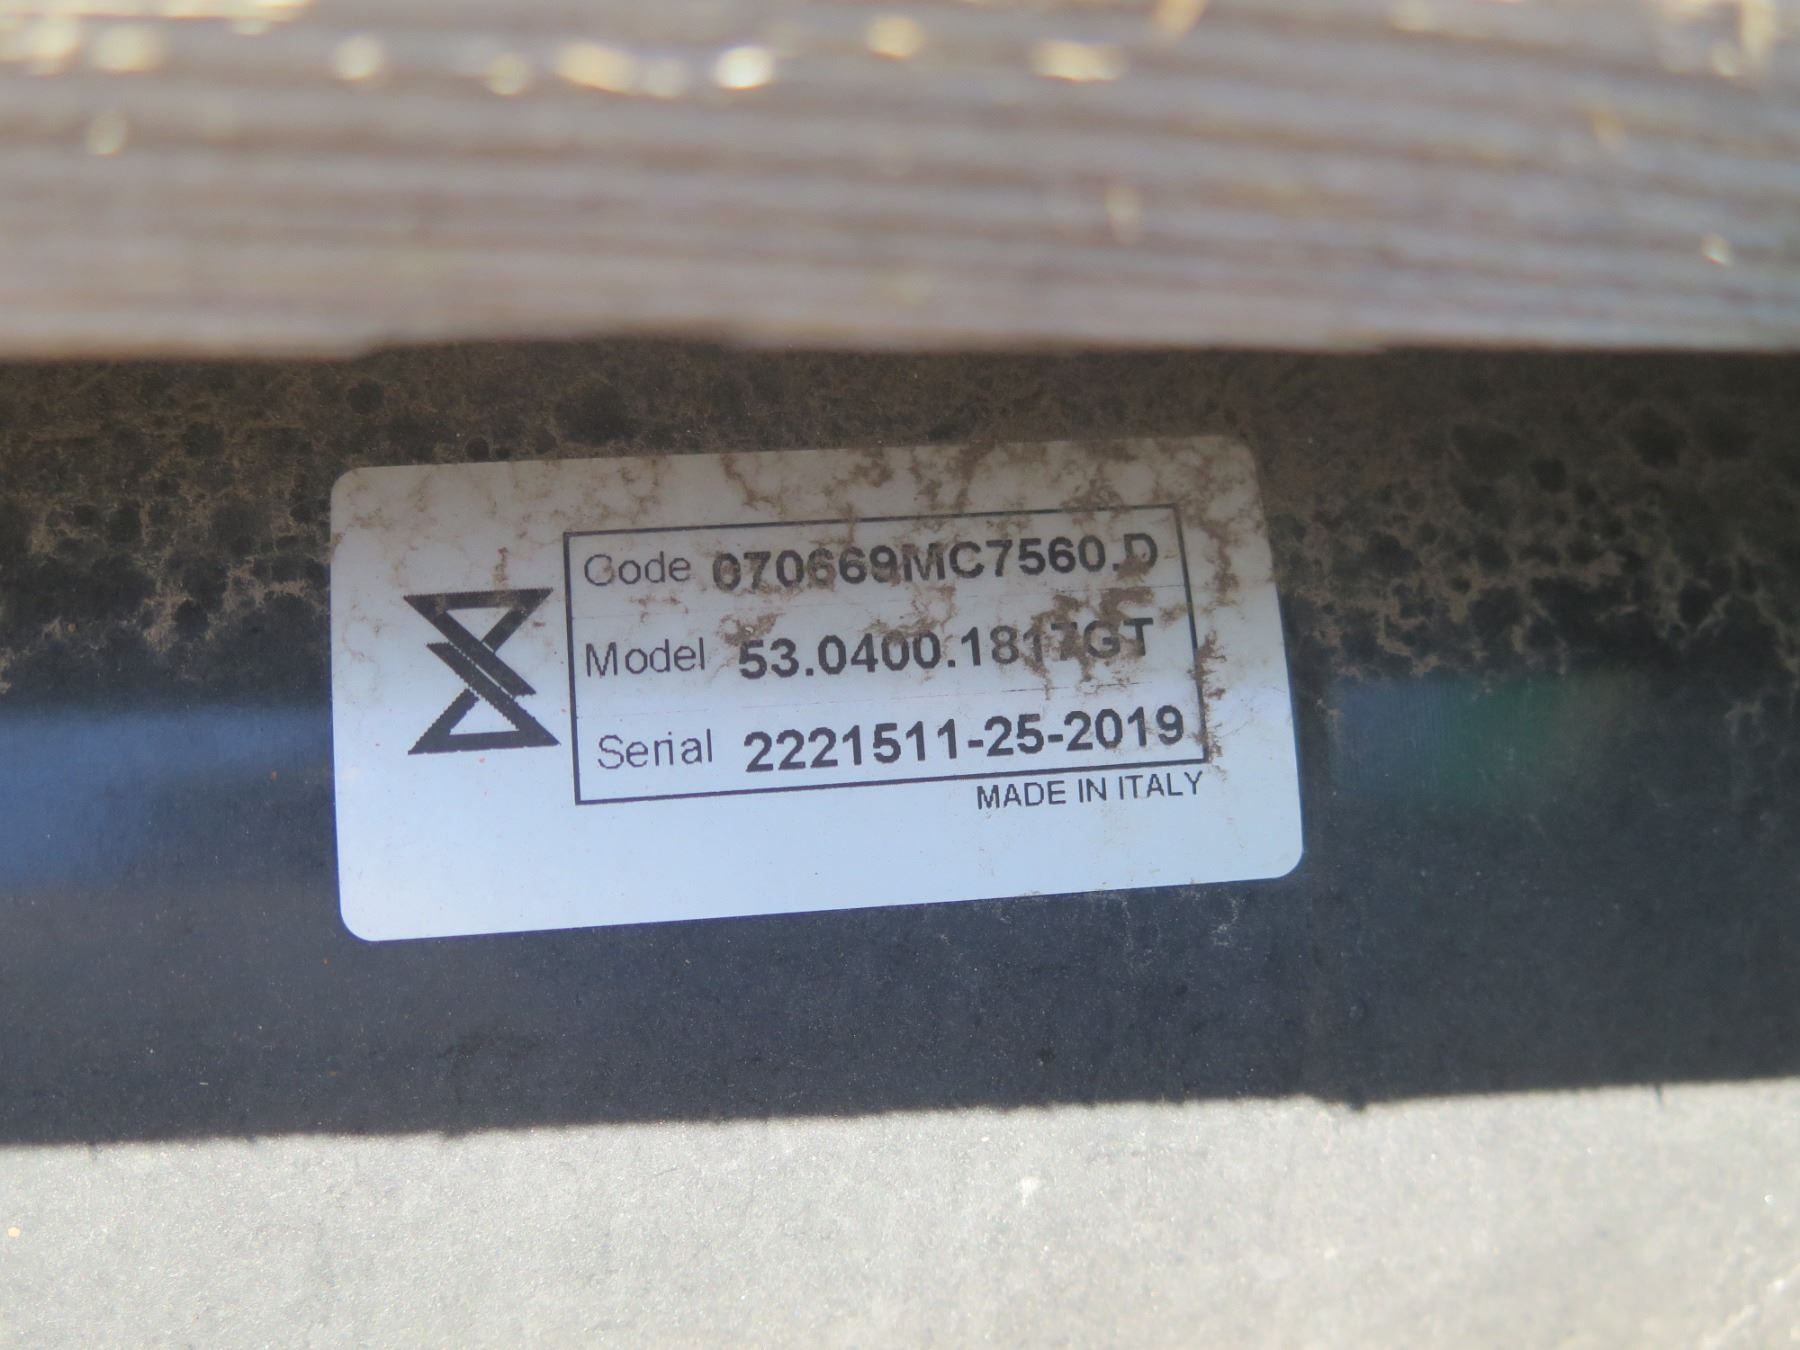 Code 070669MC7560.D
Model 53.0400.1817GT
Serial 2221511-25-2019
MADE IN ITALY